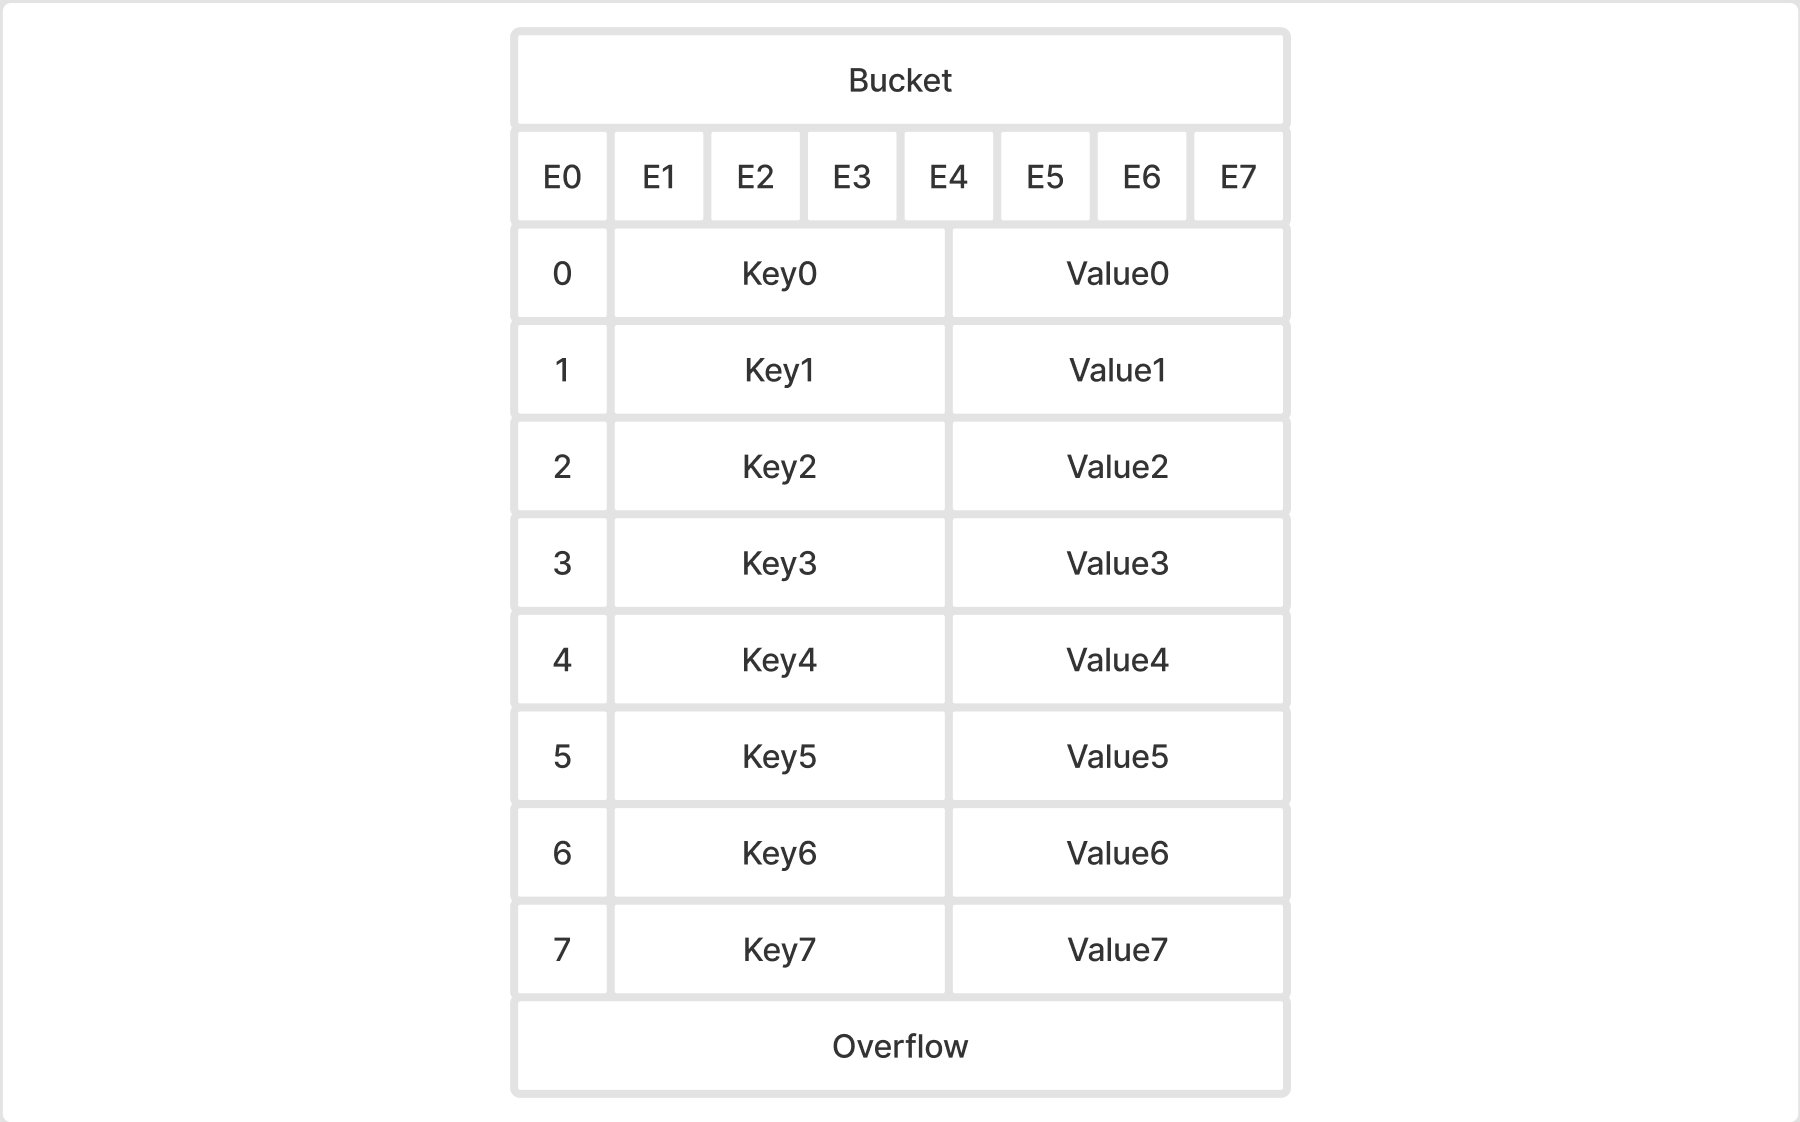 Bucket
E0 E1 E2 E3 E4 E5 E6 E7
0 Key0 Value0
1 Key1 Value1
2 Key2 Value2
3 Key3 Value3
4 Key4 Value4
5 Key5 Value5
6 Key6 Value6
7 Key7 Value7
Overflow